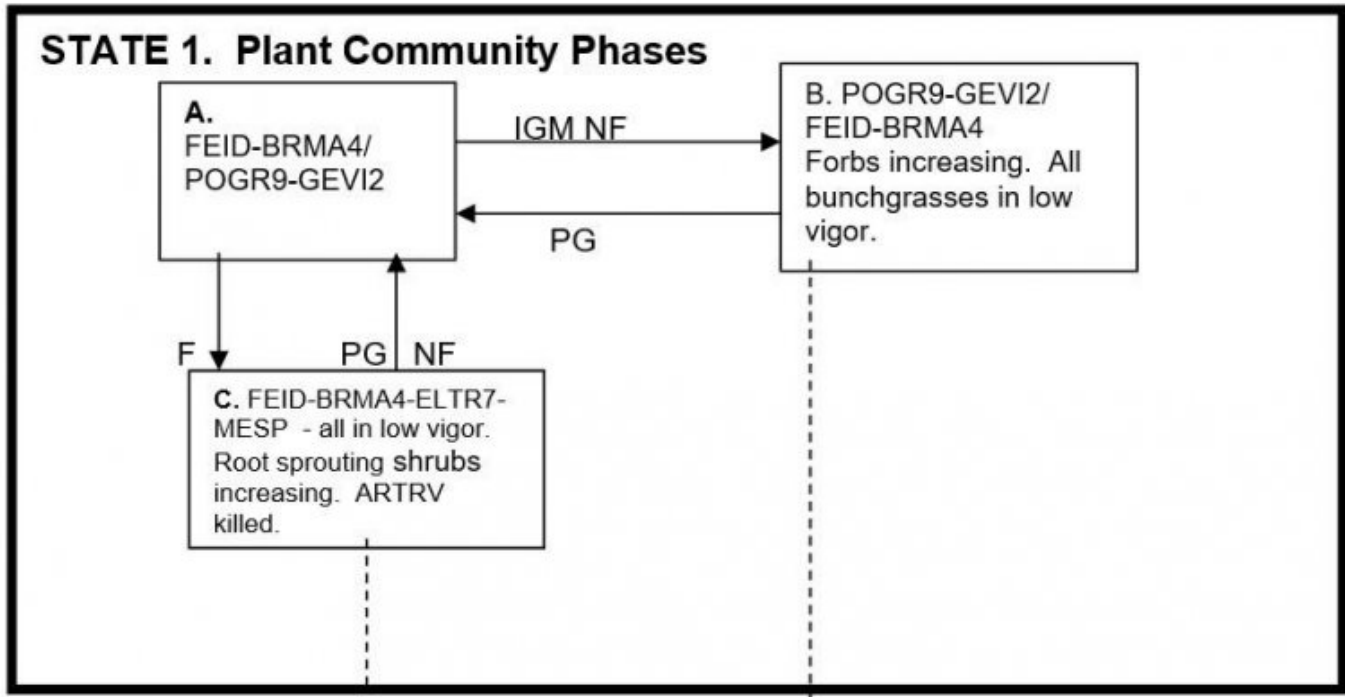 STATE 1. Plant Community Phases
A.
FEID-BRMA4/
POGR9-GEVI2
IGM NF
B. POGR9-GEVI2/
FEID-BRMA4
Forbs increasing. All
bunchgrasses in low
vigor.
PG
F
PG NF
C. FEID-BRMA4-ELTR7-
MESP - all in low vigor.
Root sprouting shrubs
increasing. ARTRV
killed.